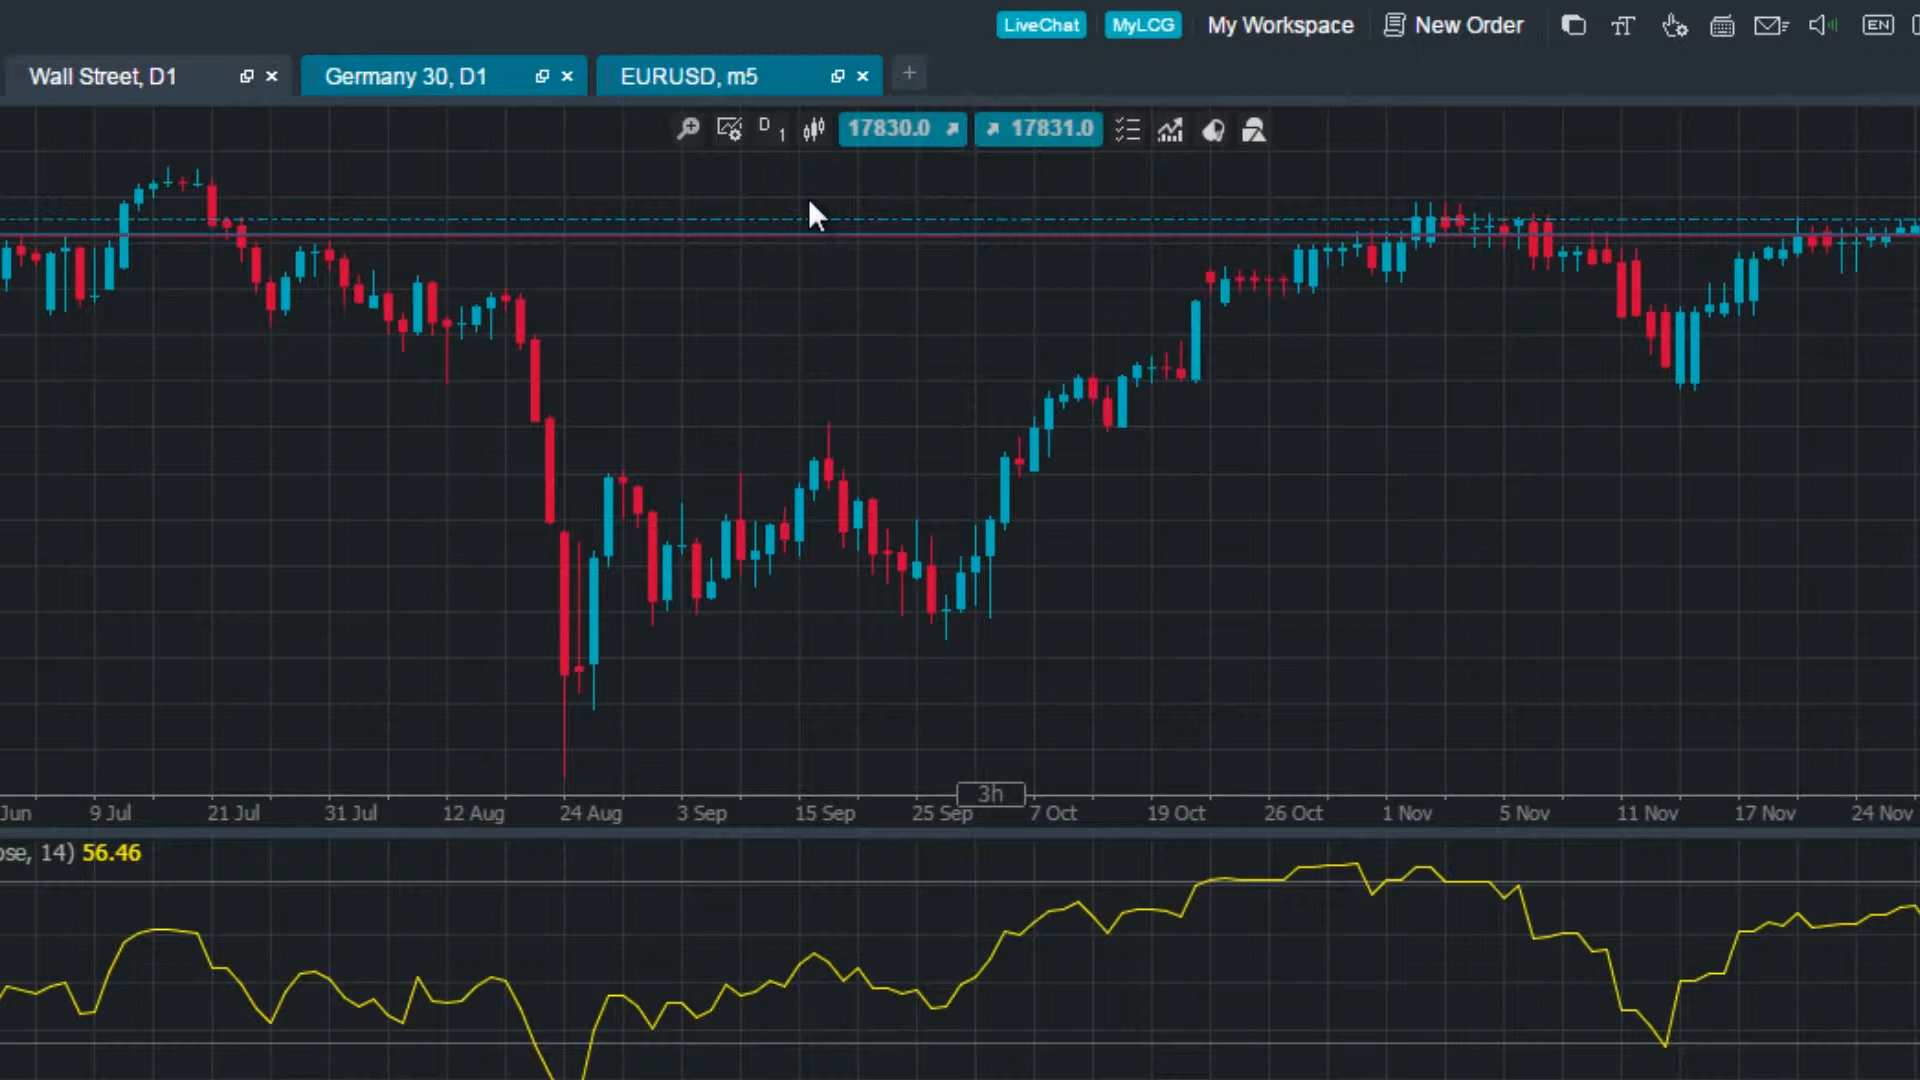 LiveChat MyLCG My Workspace New Order EN
Wall Street, D1 Germany 30, D1 EURUSD, m5
D 1 17830.0 17831.0
3h
Jun 9 Jul 21 Jul 31 Jul 12 Aug 24 Aug 3 Sep 15 Sep 25 Sep 7 Oct 19 Oct 26 Oct 1 Nov 5 Nov 11 Nov 17 Nov 24 Nov
ose, 14) 56.46